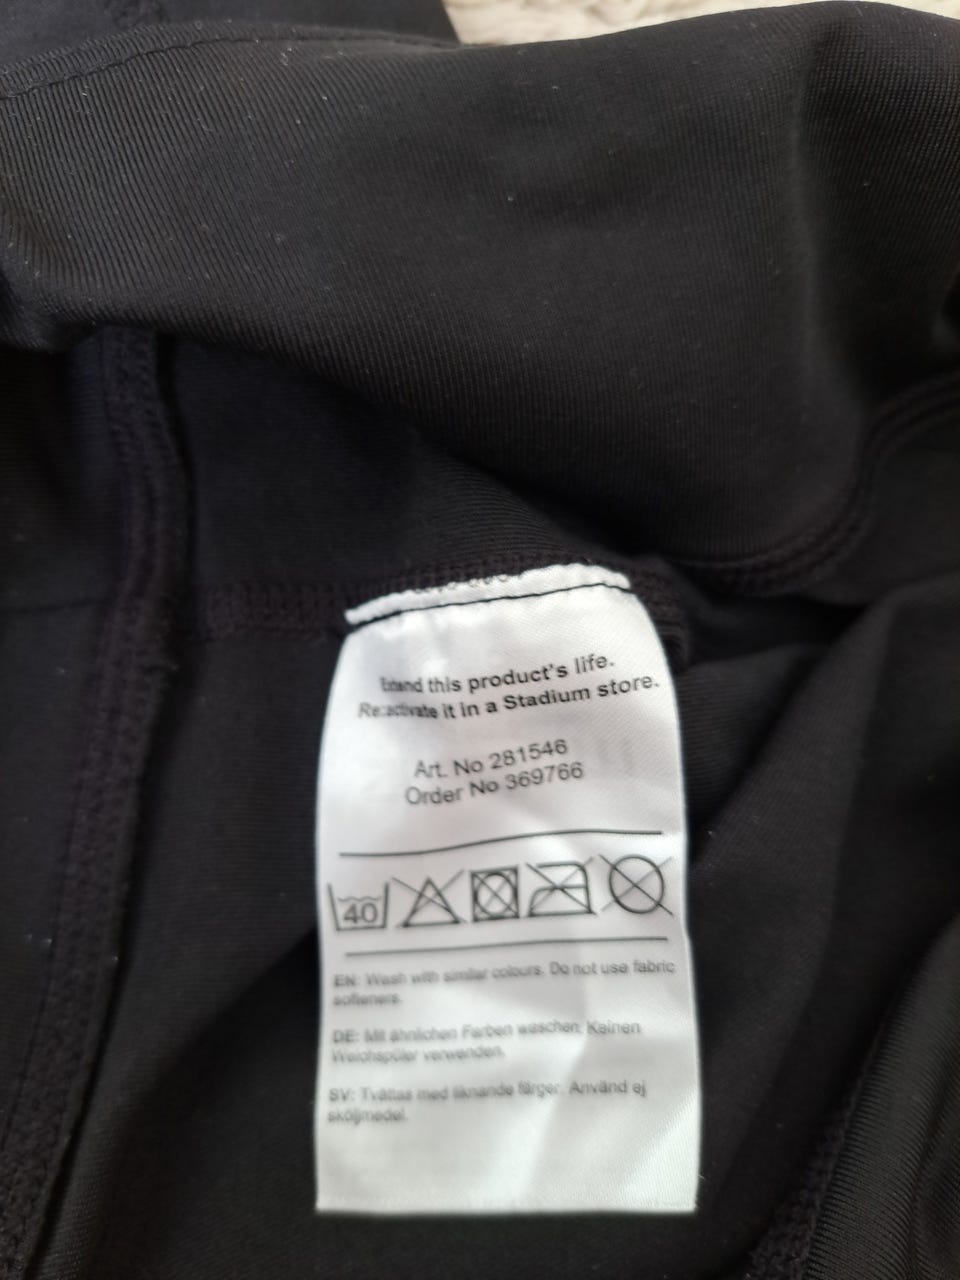 Extend this product's life.
Re:activate it in a Stadium store.
Art. No 281546
Order No 369766
40
EN: Wash with similar colours. Do not use fabric
softeners.
DE: Mit ähnlichen Farben waschen. Keinen
Weichspüler verwenden.
SV: Tvättas med liknande färger. Använd ej
sköljmedel.